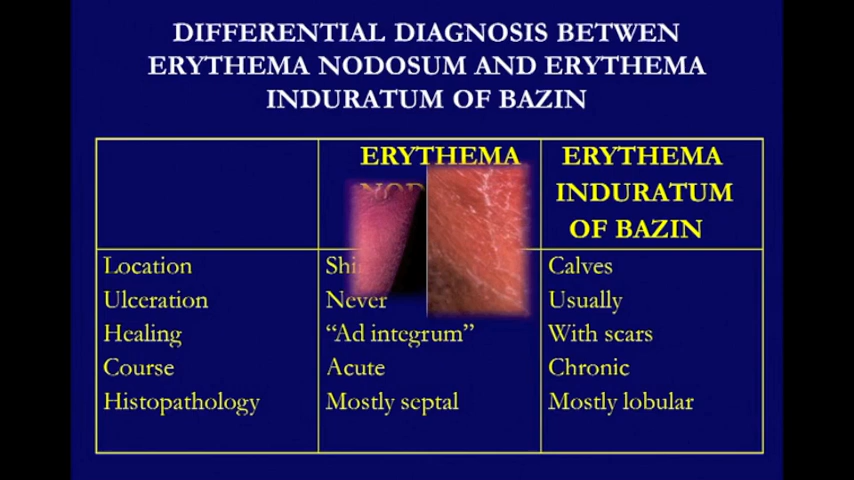 DIFFERENTIAL DIAGNOSIS BETWEN
ERYTHEMA NODOSUM AND ERYTHEMA
INDURATUM OF BAZIN
ERYTHEMA
ERYTHEMA
INDURATUM
OF BAZIN
Location
Calves
Ulceration
Never
Usually
Healing
“Ad integrum”
With scars
Course
Acute
Chronic
Histopathology
Mostly septal
Mostly lobular